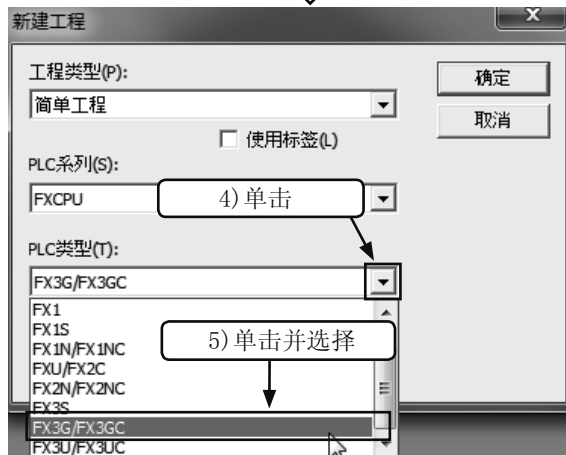 新建工程
工程类型(P):
确定
简单工程
取消
使用标签(L)
PLC系列(S):
FXCPU
4)单击
PLC类型(T):
FX3G/FX3GC
FX1
FX1S
5)单击并选择
FX1N/FX1NC
FXU/FX2C
FX2N/FX2NC
FX3S
FX3G/FX3GC
FX3U/FX3UC